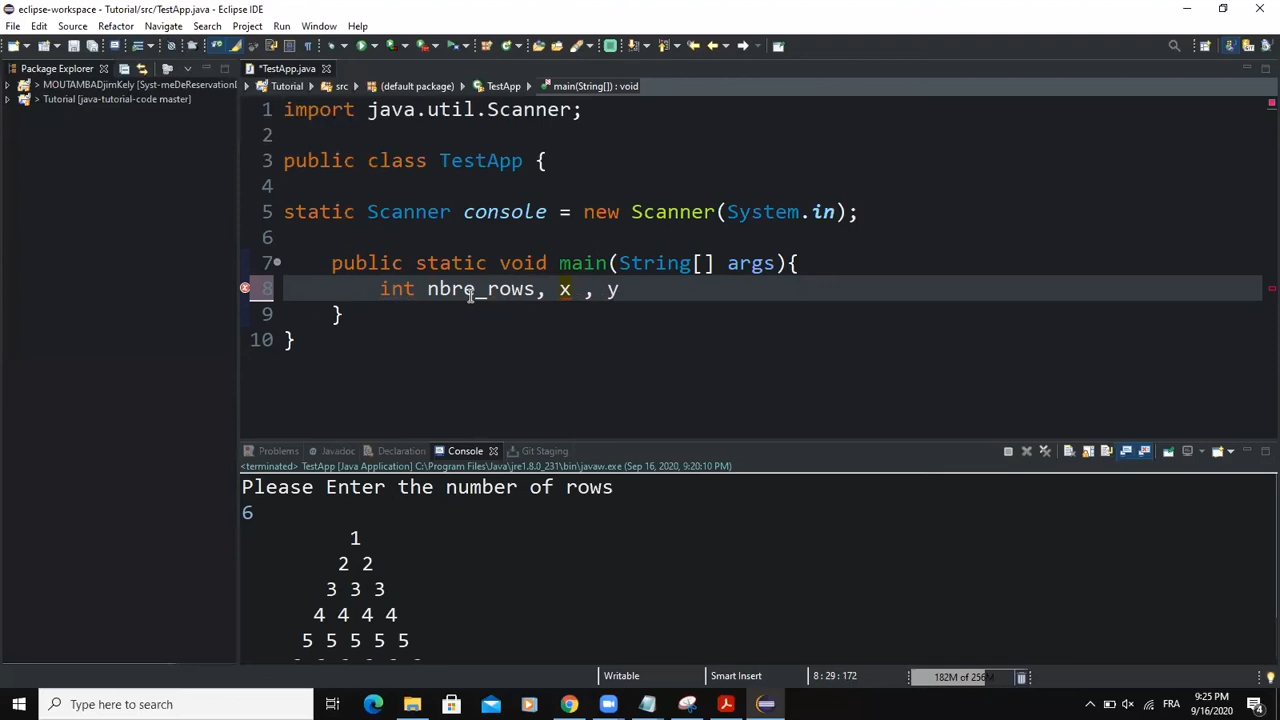 eclipse-workspace - Tutorial/src/TestApp.java - Eclipse IDE
File Edit Source Refactor Navigate Search Project Run Window Help
Package Explorer
*TestApp.java
MOUTAMBADjimKely [Syst-meDeReservationD
Tutorial [java-tutorial-code master]
Tutorial src (default package) TestApp main(String[]) : void
1 import java.util.Scanner;
2
3 public class TestApp {
4
5 static Scanner console = new Scanner(System.in);
6
7 public static void main(String[] args){
8 int nbre_rows, x , y
9 }
10 }
Problems Javadoc Declaration Console Git Staging
<terminated> TestApp [Java Application] C:\Program Files\Java\jre1.8.0_231\bin\javaw.exe (Sep 16, 2020, 9:20:10 PM)
Please Enter the number of rows
6
1
2 2
3 3 3
4 4 4 4
5 5 5 5 5
Writable Smart Insert 8 : 29 : 172 182M of 256M
Type here to search
FRA
9:25 PM
9/16/2020
4